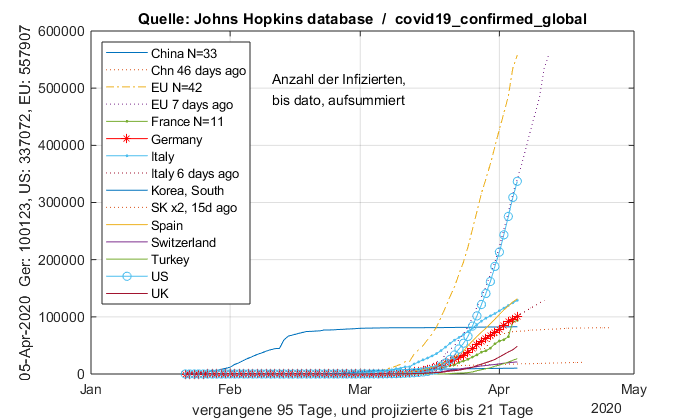 Quelle: Johns Hopkins database / covid19_confirmed_global
05-Apr-2020 Ger: 100123, US: 337072, EU: 557907
600000
500000
400000
300000
200000
100000
0
China N=33
Chn 46 days ago
EU N=42
EU 7 days ago
France N=11
Germany
Italy
Italy 6 days ago
Korea, South
SK x2, 15d ago
Spain
Switzerland
Turkey
US
UK
Anzahl der Infizierten,
bis dato, aufsummiert
Jan Feb Mar Apr May
vergangene 95 Tage, und projizierte 6 bis 21 Tage
2020